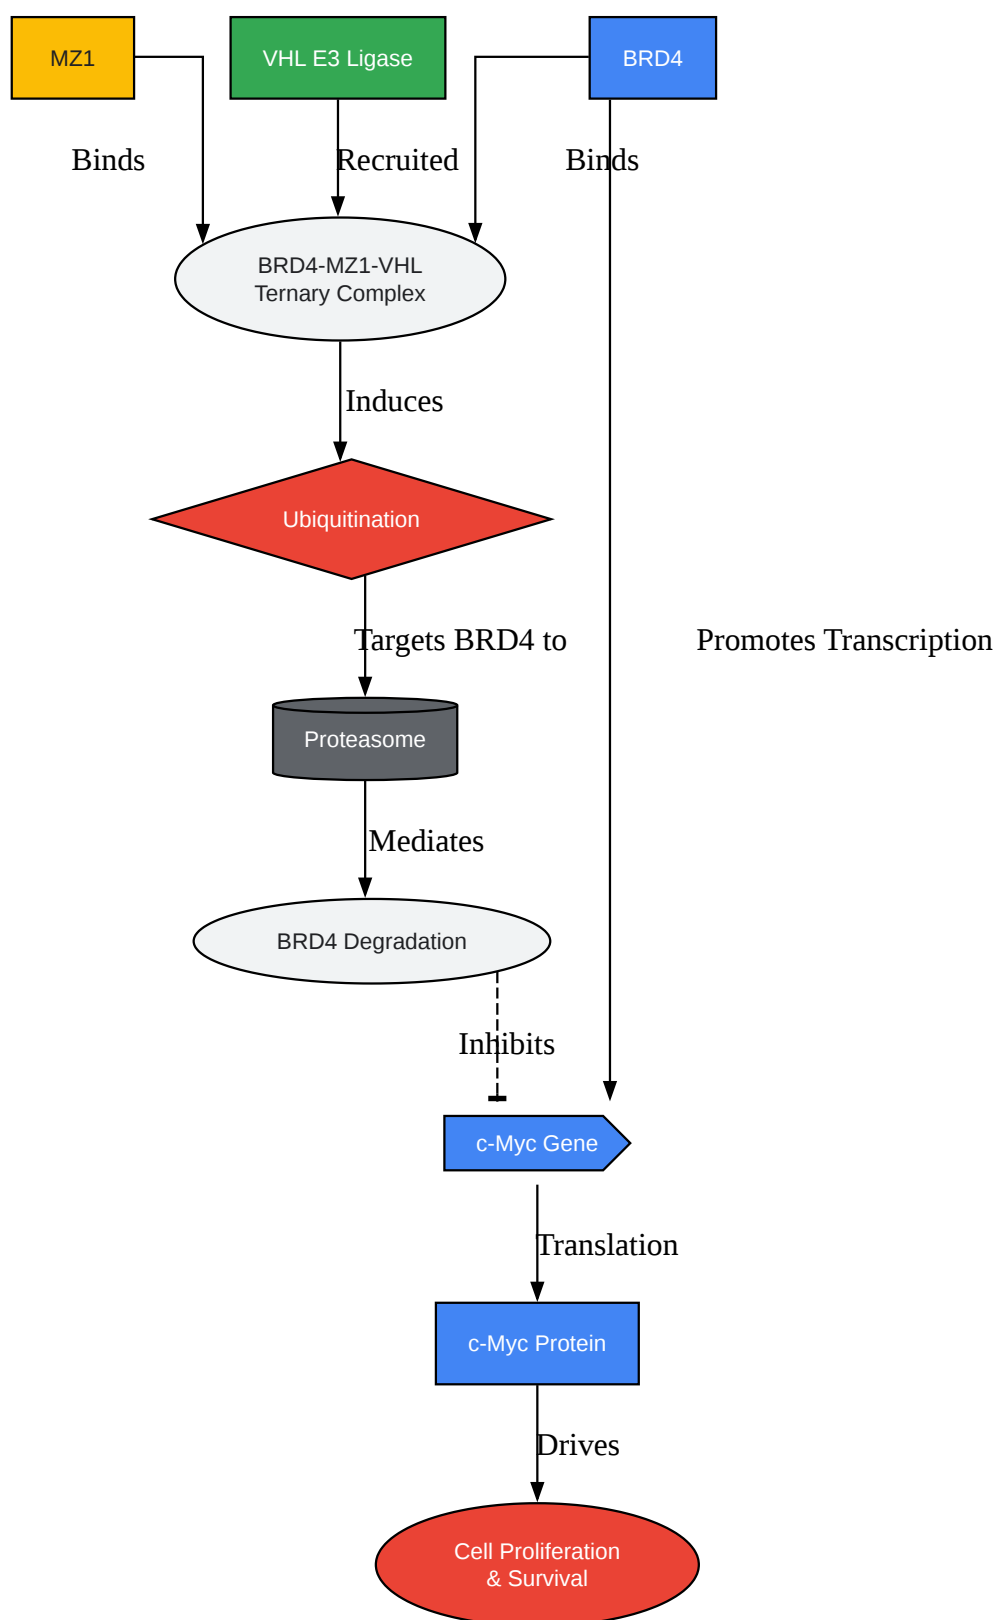 MZ1
VHL E3 Ligase
BRD4
Binds
Recruited
Binds
BRD4-MZ1-VHL
Ternary Complex
Induces
Ubiquitination
Targets BRD4 to
Promotes Transcription
Proteasome
Mediates
BRD4 Degradation
Inhibits
c-Myc Gene
Translation
c-Myc Protein
Drives
Cell Proliferation
& Survival